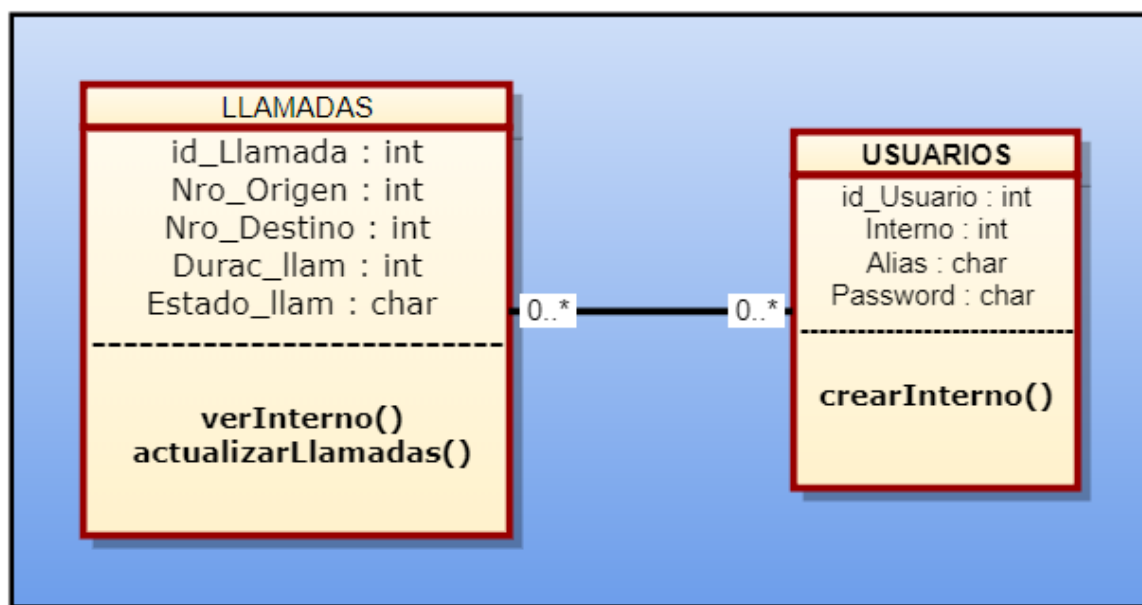 LLAMADAS
id_Llamada : int
Nro_Origen : int
Nro_Destino : int
Durac_llam : int
Estado_llam : char
verInterno()
actualizarLlamadas()
0..*
0..*
USUARIOS
id_Usuario : int
Interno : int
Alias : char
Password : char
crearInterno()